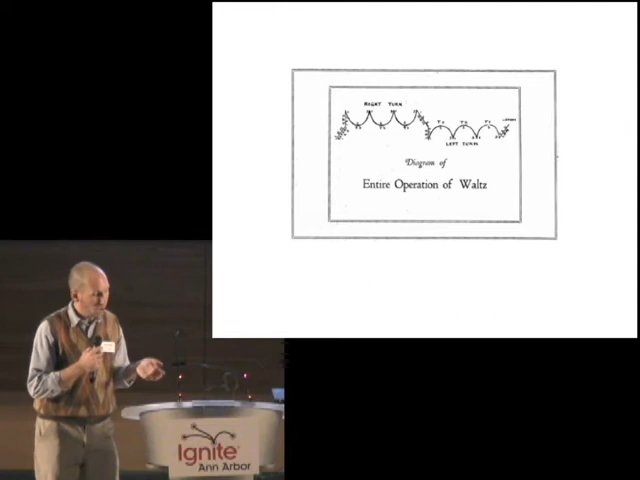 RIGHT TURN
LEFT TURN
Diagram of
Entire Operation of Waltz
Ignite
Ann Arbor